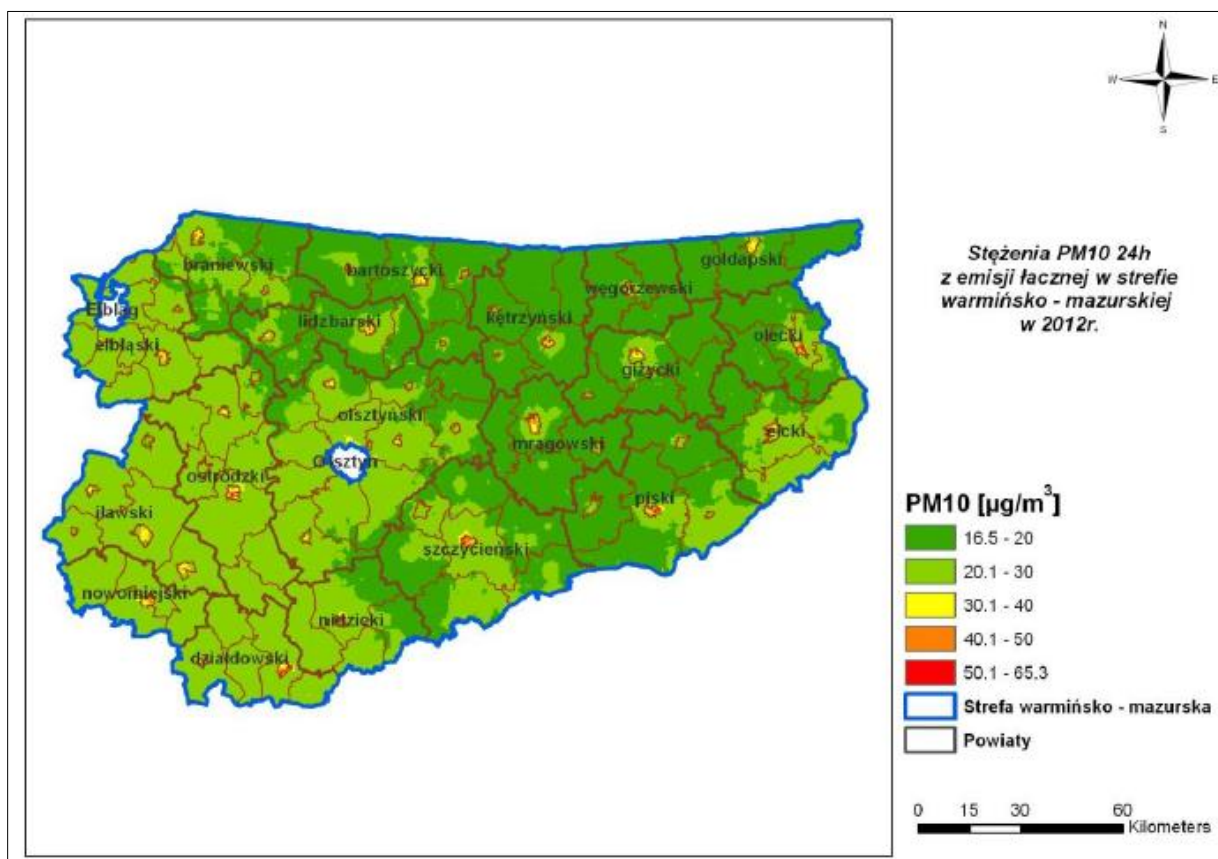 N
W E
S
Stężenia PM10 24h
z emisji łacznej w strefie
warmińsko - mazurskiej
w 2012r.
braniewski
bartoszycki
gołdapski
węgorzewski
Elbląg
lidzbarski
kętrzyński
elbląski
olecki
giżycki
olsztyński
mrągowski
ełcki
Olsztyn
ostródzki
piski
iławski
szczycieński
nowomiejski
nidzicki
działdowski
PM10 [µg/m³]
16.5 - 20
20.1 - 30
30.1 - 40
40.1 - 50
50.1 - 65.3
Strefa warmińsko - mazurska
Powiaty
0 15 30 60
Kilometers